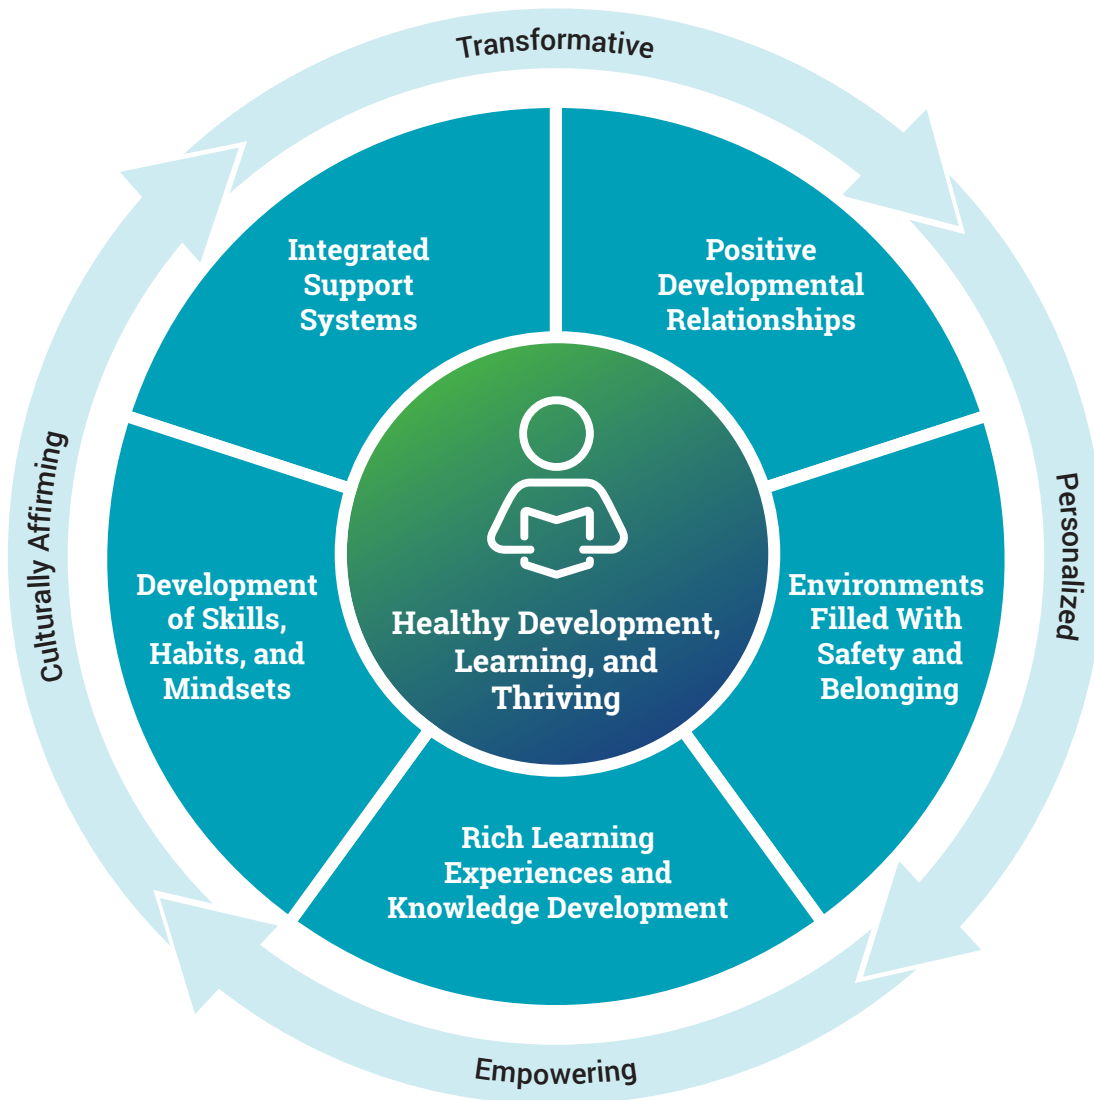 Transformative
Integrated
Support
Systems
Positive
Developmental
Relationships
Culturally Affirming
Personalized
Development
of Skills,
Habits, and
Mindsets
Healthy Development,
Learning, and
Thriving
Environments
Filled With
Safety and
Belonging
Rich Learning
Experiences and
Knowledge Development
Empowering